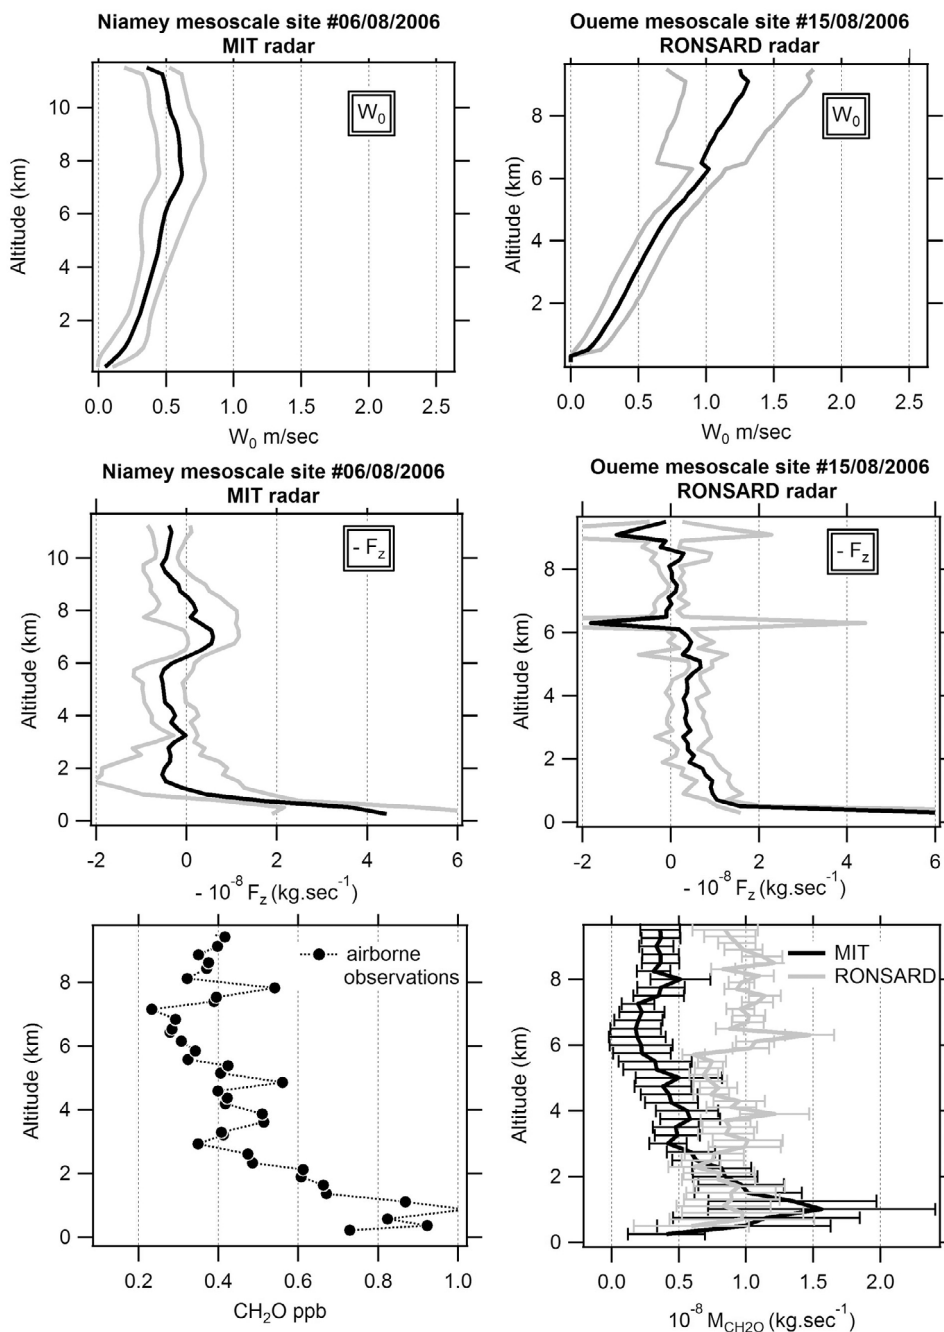 Niamey mesoscale site #06/08/2006
MIT radar
W₀
10
8
6
4
2
Altitude (km)
0.0 0.5 1.0 1.5 2.0 2.5
W₀ m/sec
Oueme mesoscale site #15/08/2006
RONSARD radar
W₀
8
6
4
2
Altitude (km)
0.0 0.5 1.0 1.5 2.0 2.5
W₀ m/sec
Niamey mesoscale site #06/08/2006
MIT radar
- F_z
10
8
6
4
2
0
Altitude (km)
-2 0 2 4 6
- 10⁻⁸ F_z (kg.sec⁻¹)
Oueme mesoscale site #15/08/2006
RONSARD radar
- F_z
8
6
4
2
0
Altitude (km)
-2 0 2 4 6
- 10⁻⁸ F_z (kg.sec⁻¹)
airborne
observations
8
6
4
2
0
Altitude (km)
0.2 0.4 0.6 0.8 1.0
CH₂O ppb
MIT
RONSARD
8
6
4
2
0
Altitude (km)
0.0 0.5 1.0 1.5 2.0
10⁻⁸ M_CH2O (kg.sec⁻¹)